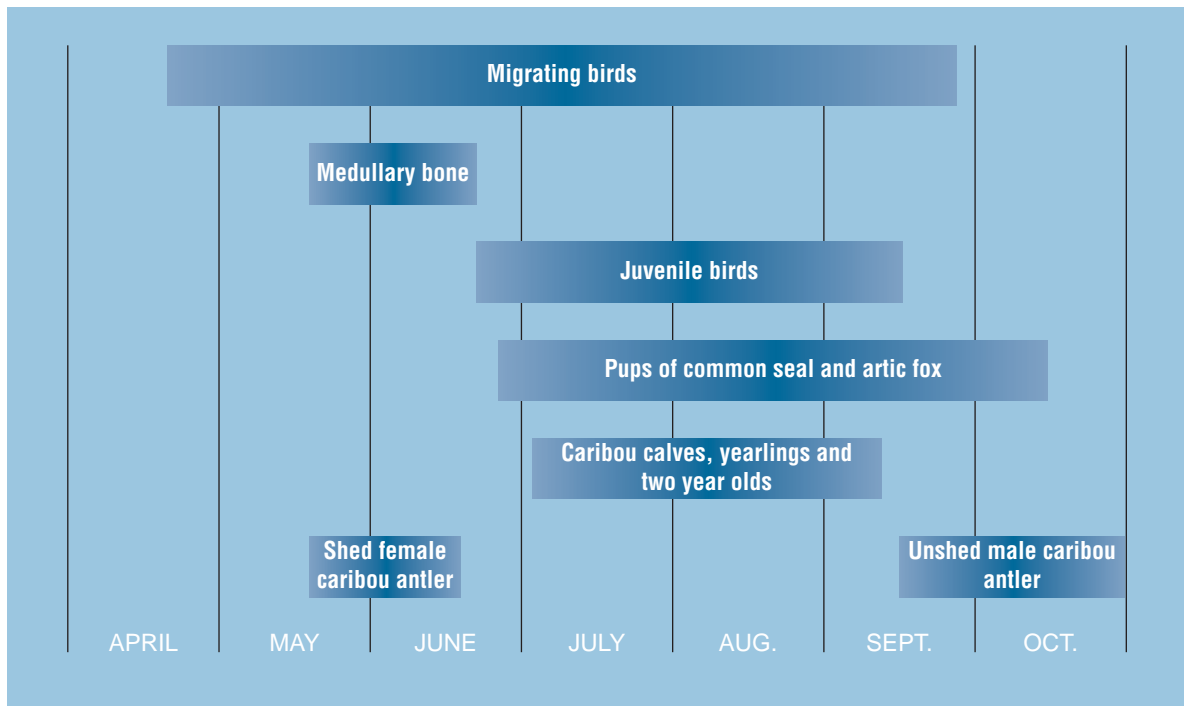 Migrating birds
Medullary bone
Juvenile birds
Pups of common seal and artic fox
Caribou calves, yearlings and
two year olds
Shed female
caribou antler
Unshed male caribou
antler
APRIL MAY JUNE JULY AUG. SEPT. OCT.